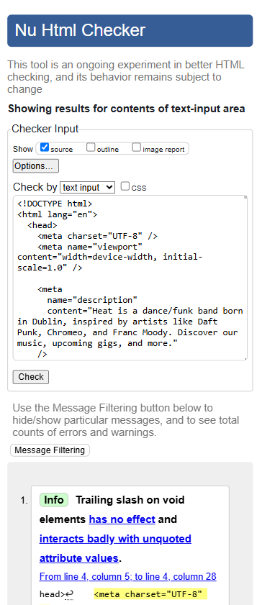 Nu Html Checker
This tool is an ongoing experiment in better HTML
checking, and its behavior remains subject to
change
Showing results for contents of text-input area
Checker Input
Show source outline image report
Options...
Check by text input css
<!DOCTYPE html>
<html lang="en">
<head>
<meta charset="UTF-8" />
<meta name="viewport"
content="width=device-width, initial-
scale=1.0" />
<meta
name="description"
content="Heat is a dance/funk band born
in Dublin, inspired by artists like Daft
Punk, Chromeo, and Franc Moody. Discover our
music, upcoming gigs, and more."
/>
Check
Use the Message Filtering button below to
hide/show particular messages, and to see total
counts of errors and warnings.
Message Filtering
1. Info Trailing slash on void
elements has no effect and
interacts badly with unquoted
attribute values.
From line 4, column 5; to line 4, column 28
head>↩ <meta charset="UTF-8"